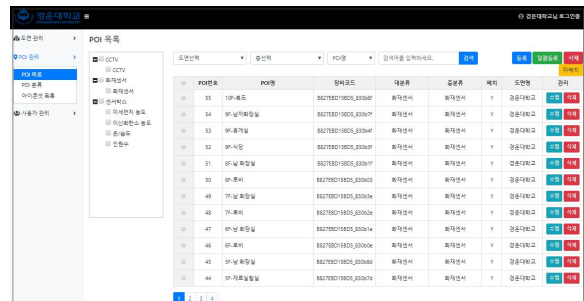 경운대학교
경운대학교님 로그인중
도면 관리
POI 관리
POI 목록
POI 분류
아이콘셋 목록
사용자 관리
POI 목록
CCTV
CCTV
화재센서
화재센서
센서박스
미세먼지 농도
이산화탄소 농도
온/습도
인원수
도면선택 층선택 POI명 검색어를 입력하세요. 검색 등록 일괄등록 삭제
미배치
POI번호 POI명 장비코드 대분류 중분류 배치 도면명 관리
55 10F-복도 B827EBD15BD5_830b8f 화재센서 화재센서 Y 경운대학교 수정 삭제
54 9F-남자화장실 B827EBD15BD5_830b7f 화재센서 화재센서 Y 경운대학교 수정 삭제
53 9F-휴게실 B827EBD15BD5_830b4f 화재센서 화재센서 Y 경운대학교 수정 삭제
52 9F-식당 B827EBD15BD5_830b3f 화재센서 화재센서 Y 경운대학교 수정 삭제
51 8F-남 화장실 B827EBD15BD5_830b1f 화재센서 화재센서 Y 경운대학교 수정 삭제
50 8F-로비 B827EBD15BD5_830b03 화재센서 화재센서 Y 경운대학교 수정 삭제
49 7F-남 화장실 B827EBD15BD5_830b3e 화재센서 화재센서 Y 경운대학교 수정 삭제
48 7F-로비 B827EBD15BD5_830b2e 화재센서 화재센서 Y 경운대학교 수정 삭제
47 6F-남 화장실 B827EBD15BD5_830b1a 화재센서 화재센서 Y 경운대학교 수정 삭제
46 6F-로비 B827EBD15BD5_830b0e 화재센서 화재센서 Y 경운대학교 수정 삭제
45 5F-남 화장실 B827EBD15BD5_830b8d 화재센서 화재센서 Y 경운대학교 수정 삭제
44 5F-재료실험실 B827EBD15BD5_830b7d 화재센서 화재센서 Y 경운대학교 수정 삭제
1 2 3 4